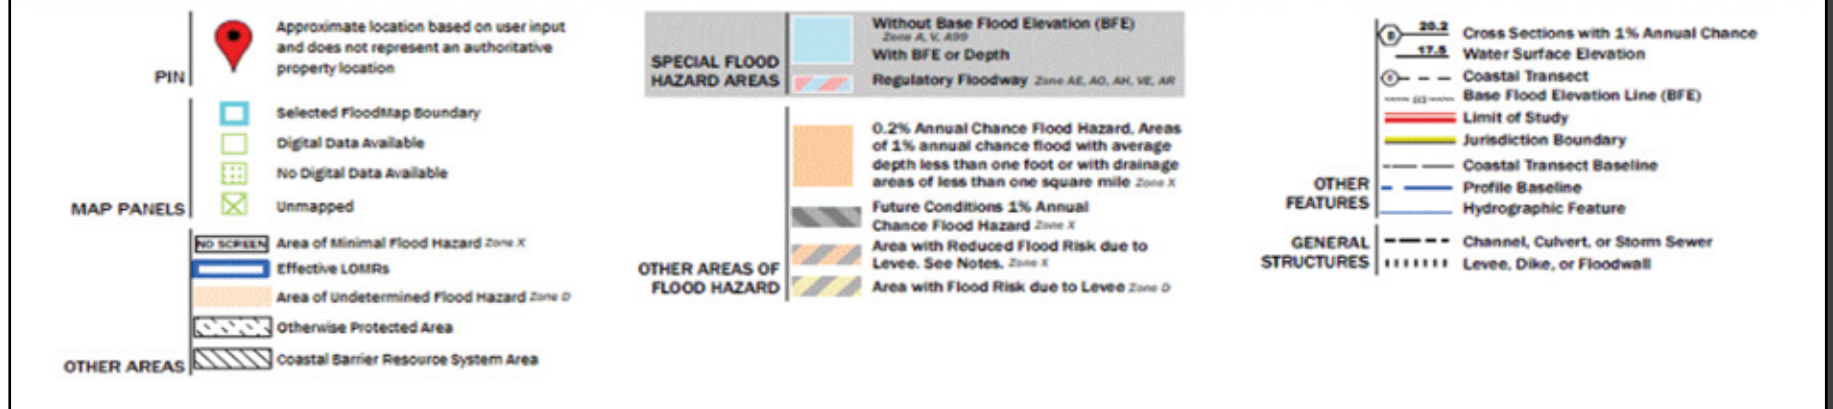 PIN
Approximate location based on user input
and does not represent an authoritative
property location
MAP PANELS
Selected FloodMap Boundary
Digital Data Available
No Digital Data Available
Unmapped
OTHER AREAS
NO SCREEN Area of Minimal Flood Hazard Zone X
Effective LOMRs
Area of Undetermined Flood Hazard Zone D
Otherwise Protected Area
Coastal Barrier Resource System Area
SPECIAL FLOOD
HAZARD AREAS
Without Base Flood Elevation (BFE)
Zone A, V, A99
With BFE or Depth
Regulatory Floodway Zone AE, AO, AH, VE, AR
OTHER AREAS OF
FLOOD HAZARD
0.2% Annual Chance Flood Hazard, Areas
of 1% annual chance flood with average
depth less than one foot or with drainage
areas of less than one square mile Zone X
Future Conditions 1% Annual
Chance Flood Hazard Zone X
Area with Reduced Flood Risk due to
Levee. See Notes. Zone X
Area with Flood Risk due to Levee Zone D
OTHER
FEATURES
B 20.2 Cross Sections with 1% Annual Chance
17.5 Water Surface Elevation
Coastal Transect
Base Flood Elevation Line (BFE)
Limit of Study
Jurisdiction Boundary
Coastal Transect Baseline
Profile Baseline
Hydrographic Feature
GENERAL
STRUCTURES
Channel, Culvert, or Storm Sewer
Levee, Dike, or Floodwall